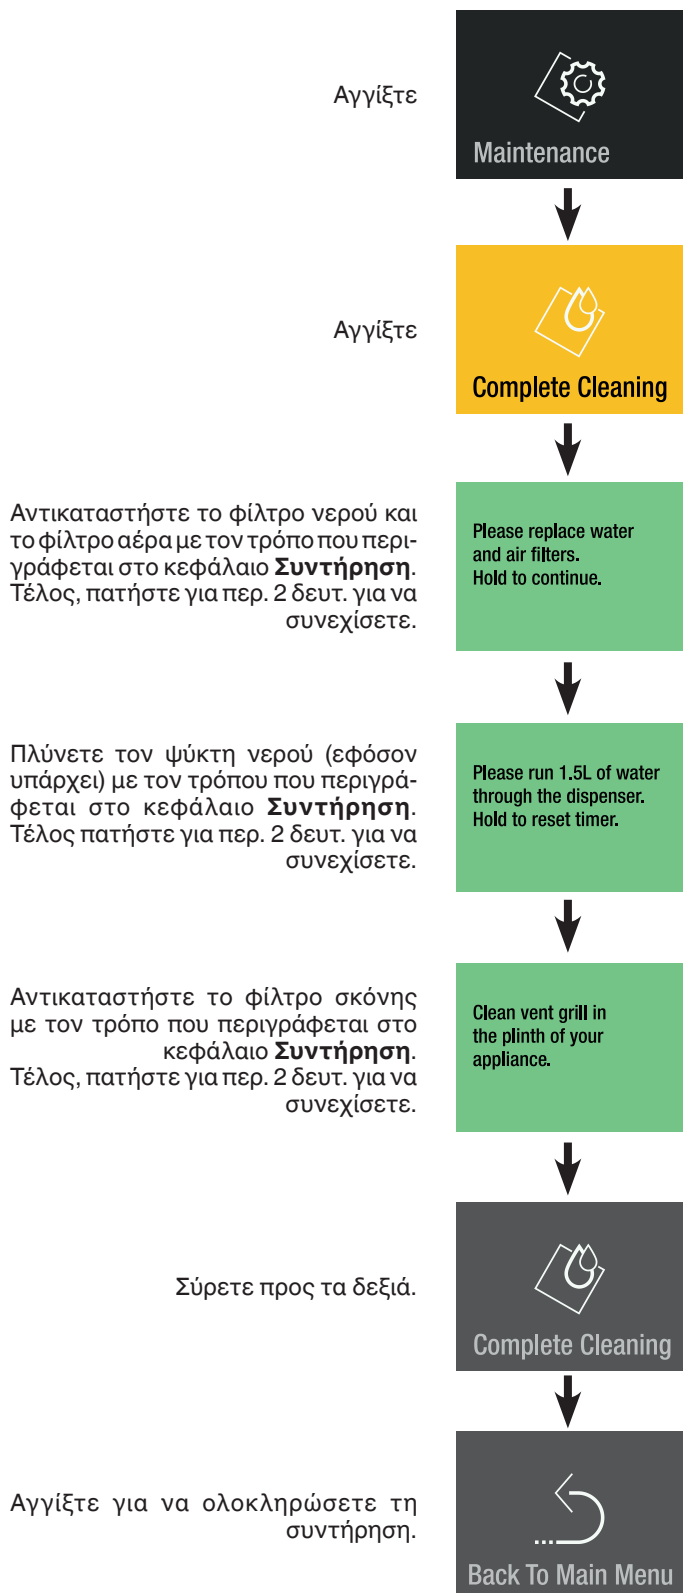 Αγγίξτε
Maintenance
Αγγίξτε
Complete Cleaning
Αντικαταστήστε το φίλτρο νερού και
το φίλτρο αέρα με τον τρόπο που περι-
γράφεται στο κεφάλαιο Συντήρηση.
Τέλος, πατήστε για περ. 2 δευτ. για να
συνεχίσετε.
Please replace water
and air filters.
Hold to continue.
Πλύνετε τον ψύκτη νερού (εφόσον
υπάρχει) με τον τρόπου που περιγρά-
φεται στο κεφάλαιο Συντήρηση.
Τέλος πατήστε για περ. 2 δευτ. για να
συνεχίσετε.
Please run 1.5L of water
through the dispenser.
Hold to reset timer.
Αντικαταστήστε το φίλτρο σκόνης
με τον τρόπο που περιγράφεται στο
κεφάλαιο Συντήρηση.
Τέλος, πατήστε για περ. 2 δευτ. για να
συνεχίσετε.
Clean vent grill in
the plinth of your
appliance.
Σύρετε προς τα δεξιά.
Complete Cleaning
Αγγίξτε για να ολοκληρώσετε τη
συντήρηση.
Back To Main Menu